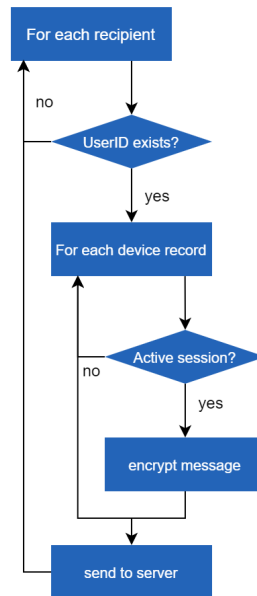 For each recipient
no
UserID exists?
yes
For each device record
Active session?
no
yes
encrypt message
send to server